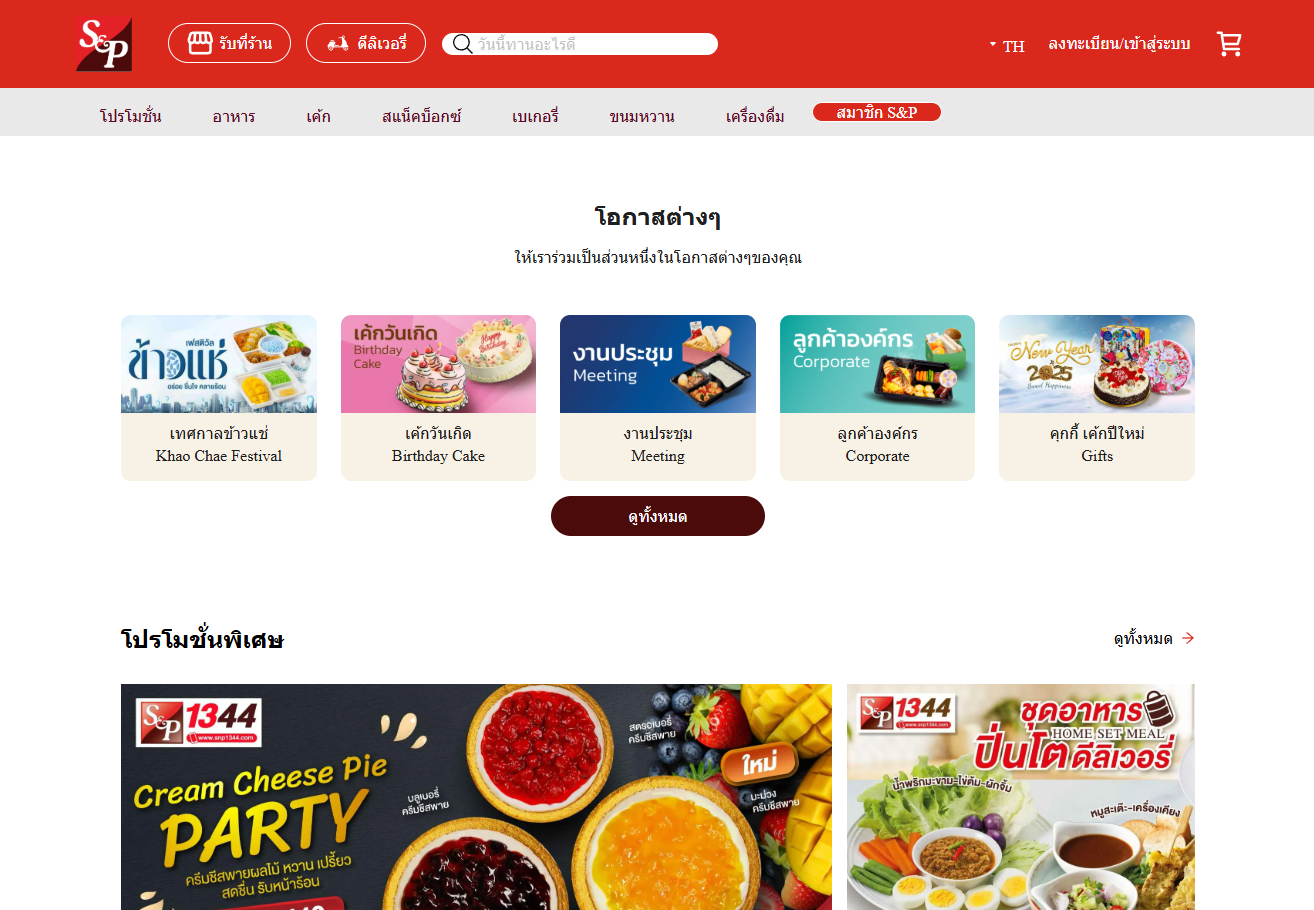 S&P
รับที่ร้าน
ดีลิเวอรี่
วันนี้ทานอะไรดี
TH
ลงทะเบียน/เข้าสู่ระบบ
โปรโมชั่น
อาหาร
เค้ก
สแน็คบ็อกซ์
เบเกอรี่
ขนมหวาน
เครื่องดื่ม
สมาชิก S&P
โอกาสต่างๆ
ให้เราร่วมเป็นส่วนหนึ่งในโอกาสต่างๆของคุณ
เฟสติวัล
ข้าวแช่
อร่อย ชื่นใจ คลายร้อน
เทศกาลข้าวแช่
Khao Chae Festival
เค้กวันเกิด
Birthday
Cake
Happy
Birthday
เค้กวันเกิด
Birthday Cake
งานประชุม
Meeting
งานประชุม
Meeting
ลูกค้าองค์กร
Corporate
ลูกค้าองค์กร
Corporate
New Year
2025
Sweet Happiness
คุกกี้ เค้กปีใหม่
Gifts
ดูทั้งหมด
โปรโมชั่นพิเศษ
ดูทั้งหมด
S&P 1344
www.snp1344.com
Cream Cheese Pie
PARTY
ครีมชีสพายผลไม้ หวาน เปรี้ยว
สดชื่น รับหน้าร้อน
บลูเบอรี่
ครีมชีสพาย
สตรอเบอรี่
ครีมชีสพาย
ใหม่
มะม่วง
ครีมชีสพาย
S&P 1344
www.snp1344.com
ชุดอาหาร
HOME SET MEAL
ปิ่นโตดีลิเวอรี่
น้ำพริกมะขาม-ไข่ต้ม-ผักจิ้ม
หมูสะเต๊ะ-เครื่องเคียง